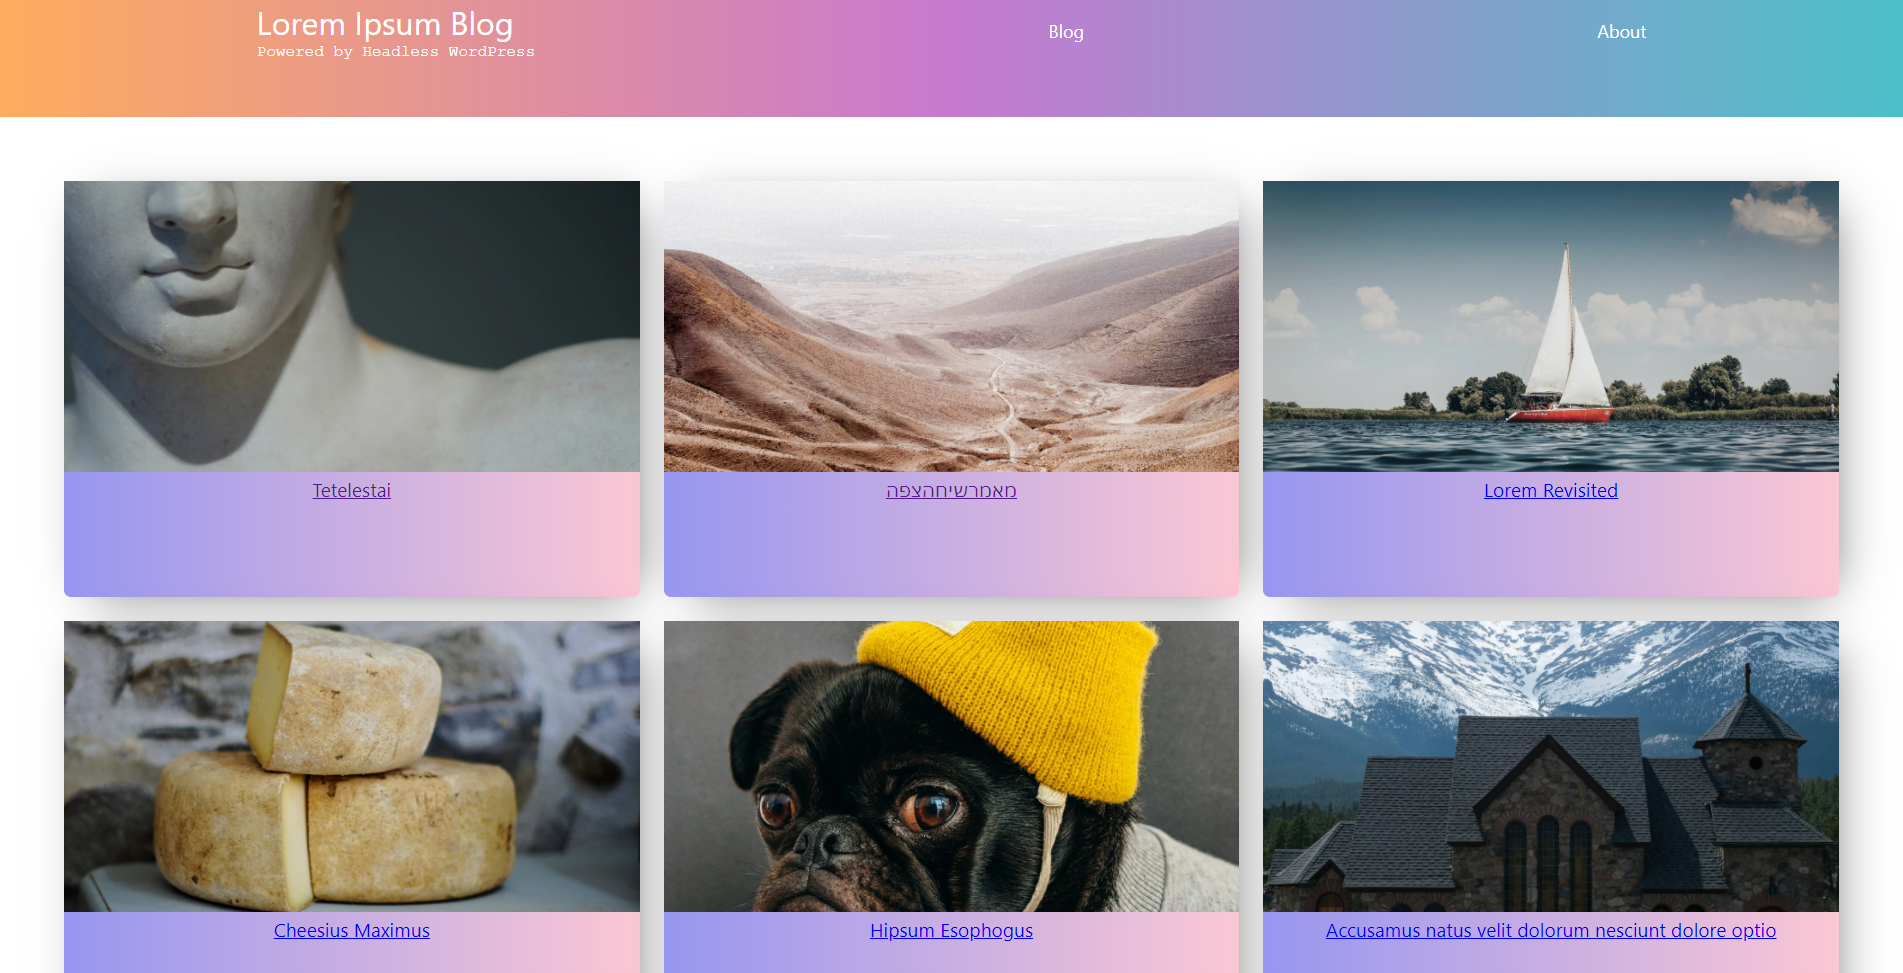 Lorem Ipsum Blog
Powered by Headless WordPress
Blog
About
Tetelestai
מאמרשיחהצפה
Lorem Revisited
Cheesius Maximus
Hipsum Esophogus
Accusamus natus velit dolorum nesciunt dolore optio